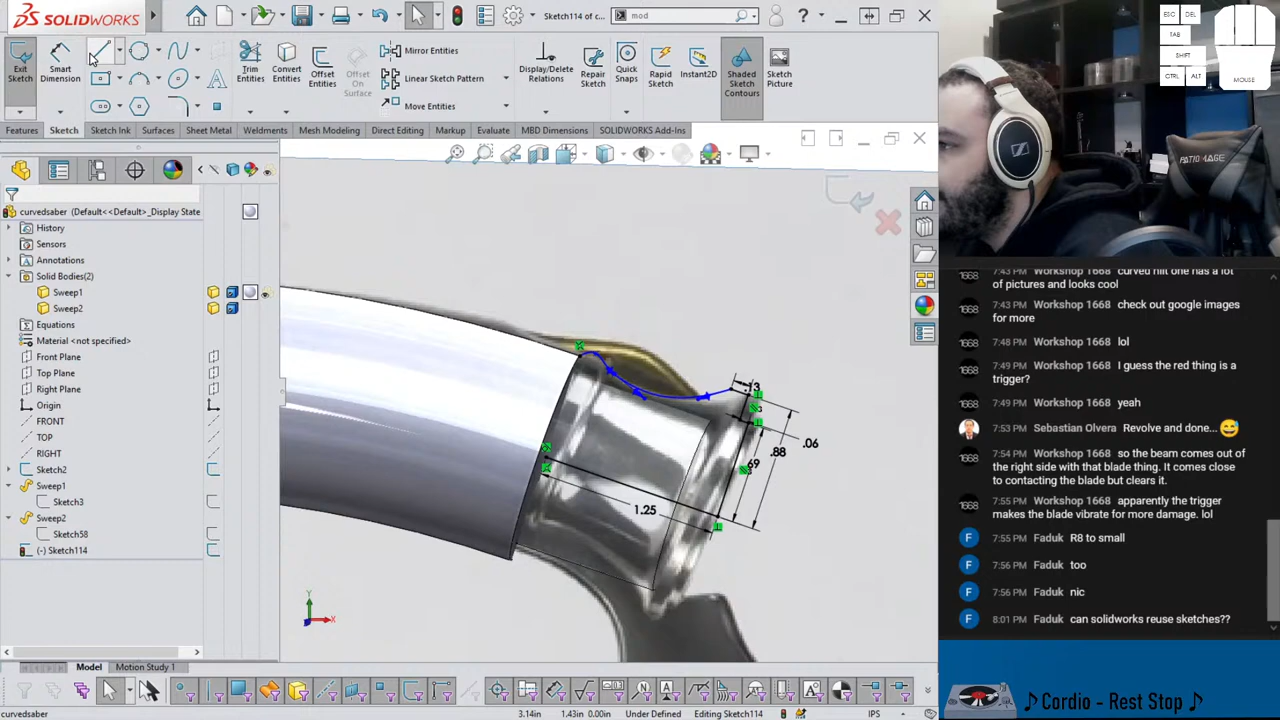 SOLIDWORKS
Sketch114 of c...
mod
Exit Sketch
Smart Dimension
Trim Entities
Convert Entities
Offset Entities
Offset On Surface
Mirror Entities
Linear Sketch Pattern
Move Entities
Display/Delete Relations
Repair Sketch
Quick Snaps
Rapid Sketch
Instant2D
Shaded Sketch Contours
Sketch Picture
Features
Sketch
Sketch Ink
Surfaces
Sheet Metal
Weldments
Mesh Modeling
Direct Editing
Markup
Evaluate
MBD Dimensions
SOLIDWORKS Add-Ins
curvedsaber (Default<<Default>_Display State
History
Sensors
Annotations
Solid Bodies(2)
Sweep1
Sweep2
Equations
Material <not specified>
Front Plane
Top Plane
Right Plane
Origin
FRONT
TOP
RIGHT
Sketch2
Sweep1
Sketch3
Sweep2
Sketch58
(-) Sketch114
.13
.06
.88
.69
1.25
Y
X
Model
Motion Study 1
curvedsaber
3.14in
1.43in
0.00in
Under Defined
Editing Sketch114
IPS
ESC
DEL
TAB
SHIFT
CTRL
ALT
MOUSE
7:43 PM Workshop 1668 curved hilt one has a lot
of pictures and looks cool
7:43 PM Workshop 1668 check out google images
for more
7:48 PM Workshop 1668 lol
7:49 PM Workshop 1668 I guess the red thing is a
trigger?
7:49 PM Workshop 1668 yeah
7:53 PM Sebastian Olvera Revolve and done... 😅
7:54 PM Workshop 1668 so the beam comes out of
the right side with that blade thing. It comes close
to contacting the blade but clears it.
7:55 PM Workshop 1668 apparently the trigger
makes the blade vibrate for more damage. lol
7:55 PM Faduk R8 to small
7:56 PM Faduk too
7:56 PM Faduk nic
8:01 PM Faduk can solidworks reuse sketches??
♪ Cardio - Rest Stop ♪